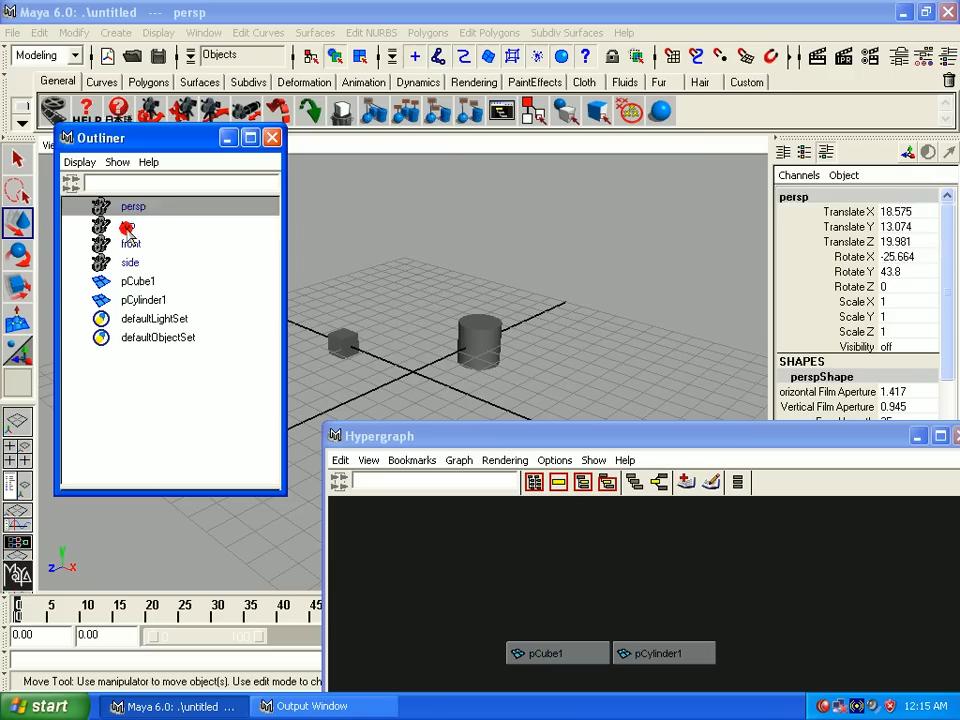 Maya 6.0: .\untitled --- persp
File Edit Modify Create Display Window Edit Curves Surfaces Edit NURBS Polygons Edit Polygons Subdiv Surfaces Help
Modeling Objects
General Curves Polygons Surfaces Subdivs Deformation Animation Dynamics Rendering PaintEffects Cloth Fluids Fur Hair Custom
HELP 日本語
Outliner
Display Show Help
persp
front
side
pCube1
pCylinder1
defaultLightSet
defaultObjectSet
Channels Object
persp
Translate X 18.575
Translate Y 13.074
Translate Z 19.981
Rotate X -25.664
Rotate Y 43.8
Rotate Z 0
Scale X 1
Scale Y 1
Scale Z 1
Visibility off
SHAPES
perspShape
orizontal Film Aperture 1.417
Vertical Film Aperture 0.945
Hypergraph
Edit View Bookmarks Graph Rendering Options Show Help
pCube1 pCylinder1
y
z x
5 10 15 20 25 30 35 40 45
0.00 0.00 0 100
Move Tool: Use manipulator to move object(s). Use edit mode to ch
start Maya 6.0: .\untitled ... Output Window 12:15 AM